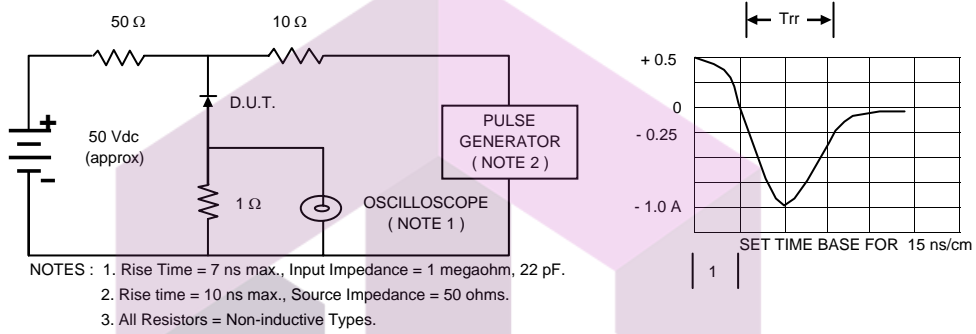 50 Ω
10 Ω
D.U.T.
+
50 Vdc
(approx)
-
1 Ω
OSCILLOSCOPE
( NOTE 1 )
PULSE
GENERATOR
( NOTE 2 )
Trr
+ 0.5
0
- 0.25
- 1.0 A
SET TIME BASE FOR 15 ns/cm
1
NOTES : 1. Rise Time = 7 ns max., Input Impedance = 1 megaohm, 22 pF.
2. Rise time = 10 ns max., Source Impedance = 50 ohms.
3. All Resistors = Non-inductive Types.